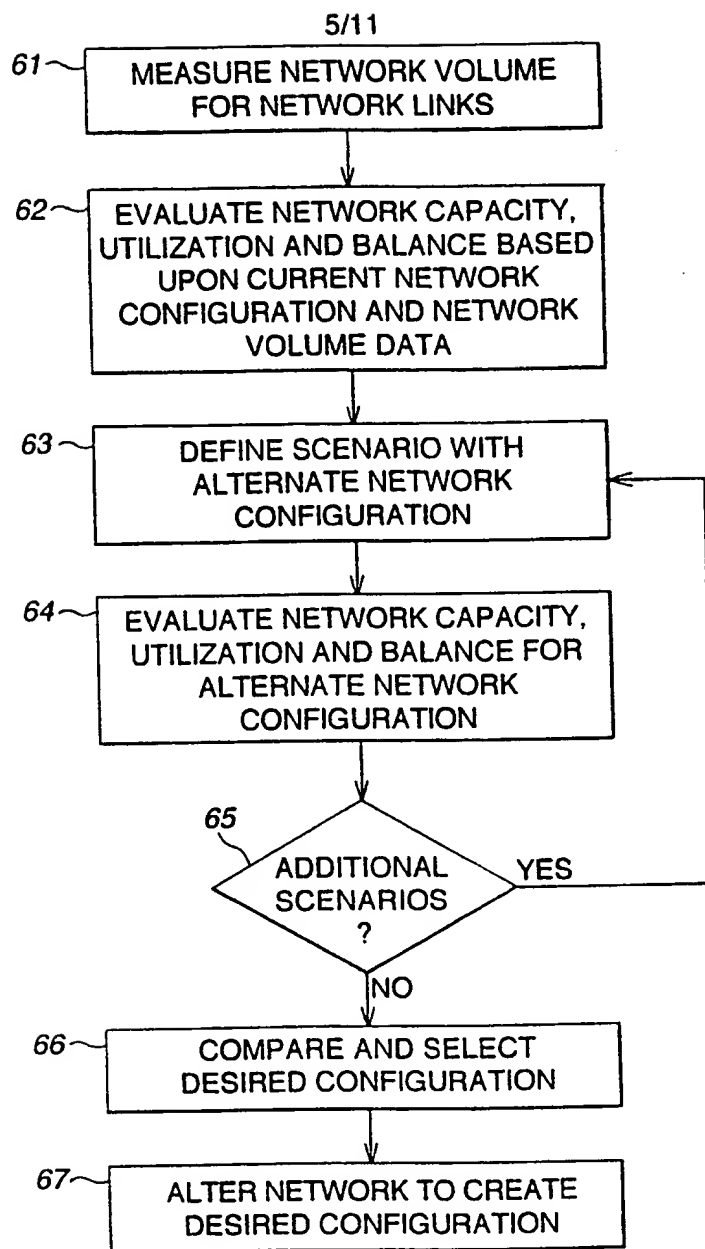 5/11
61
MEASURE NETWORK VOLUME
FOR NETWORK LINKS
62
EVALUATE NETWORK CAPACITY,
UTILIZATION AND BALANCE BASED
UPON CURRENT NETWORK
CONFIGURATION AND NETWORK
VOLUME DATA
63
DEFINE SCENARIO WITH
ALTERNATE NETWORK
CONFIGURATION
64
EVALUATE NETWORK CAPACITY,
UTILIZATION AND BALANCE FOR
ALTERNATE NETWORK
CONFIGURATION
65
ADDITIONAL
SCENARIOS
?
YES
NO
66
COMPARE AND SELECT
DESIRED CONFIGURATION
67
ALTER NETWORK TO CREATE
DESIRED CONFIGURATION